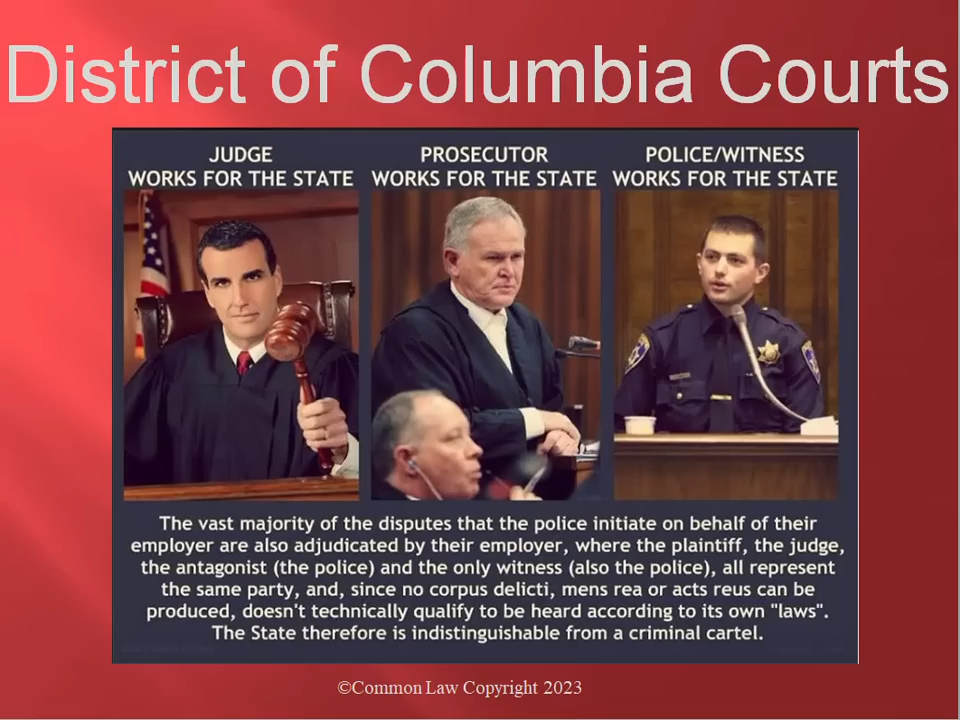 District of Columbia Courts
JUDGE
WORKS FOR THE STATE
PROSECUTOR
WORKS FOR THE STATE
POLICE/WITNESS
WORKS FOR THE STATE
The vast majority of the disputes that the police initiate on behalf of their
employer are also adjudicated by their employer, where the plaintiff, the judge,
the antagonist (the police) and the only witness (also the police), all represent
the same party, and, since no corpus delicti, mens rea or acts reus can be
produced, doesn't technically qualify to be heard according to its own "laws".
The State therefore is indistinguishable from a criminal cartel.
©Common Law Copyright 2023